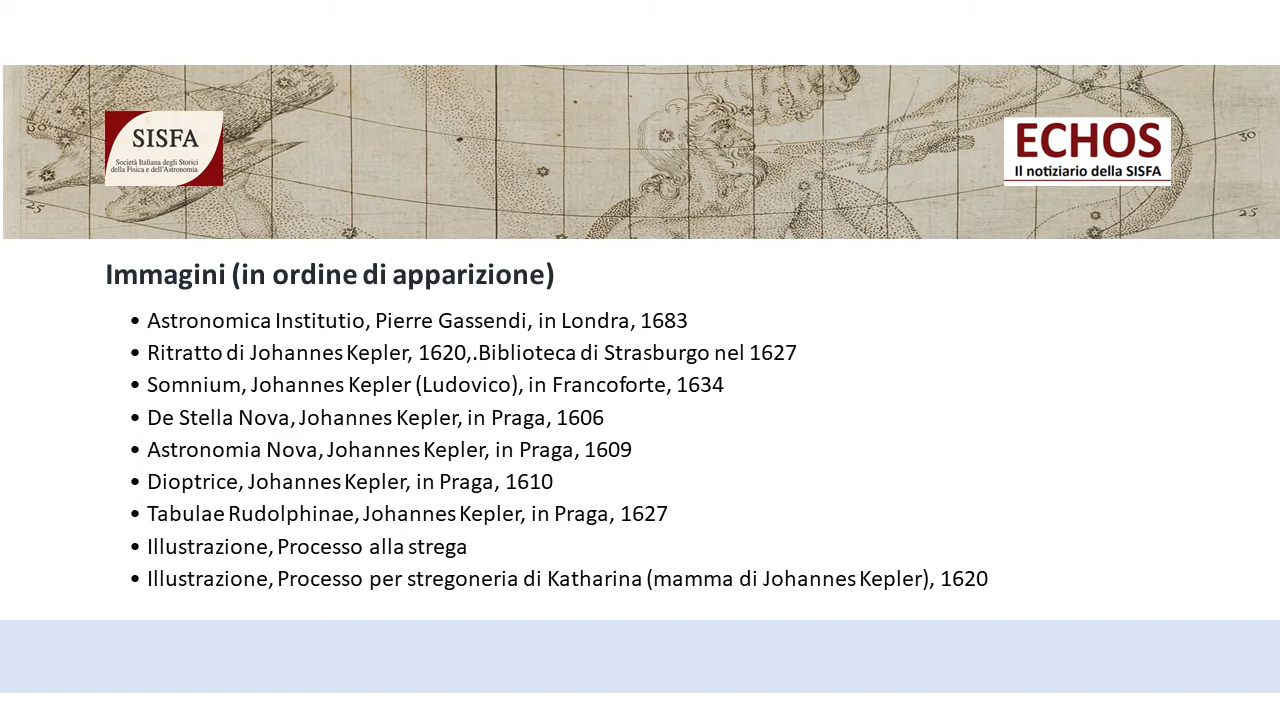 SISFA
Società Italiana degli Storici
della Fisica e dell'Astronomia
ECHOS
Il notiziario della SISFA
30
30
25
25
Immagini (in ordine di apparizione)
• Astronomica Institutio, Pierre Gassendi, in Londra, 1683
• Ritratto di Johannes Kepler, 1620,.Biblioteca di Strasburgo nel 1627
• Somnium, Johannes Kepler (Ludovico), in Francoforte, 1634
• De Stella Nova, Johannes Kepler, in Praga, 1606
• Astronomia Nova, Johannes Kepler, in Praga, 1609
• Dioptrice, Johannes Kepler, in Praga, 1610
• Tabulae Rudolphinae, Johannes Kepler, in Praga, 1627
• Illustrazione, Processo alla strega
• Illustrazione, Processo per stregoneria di Katharina (mamma di Johannes Kepler), 1620